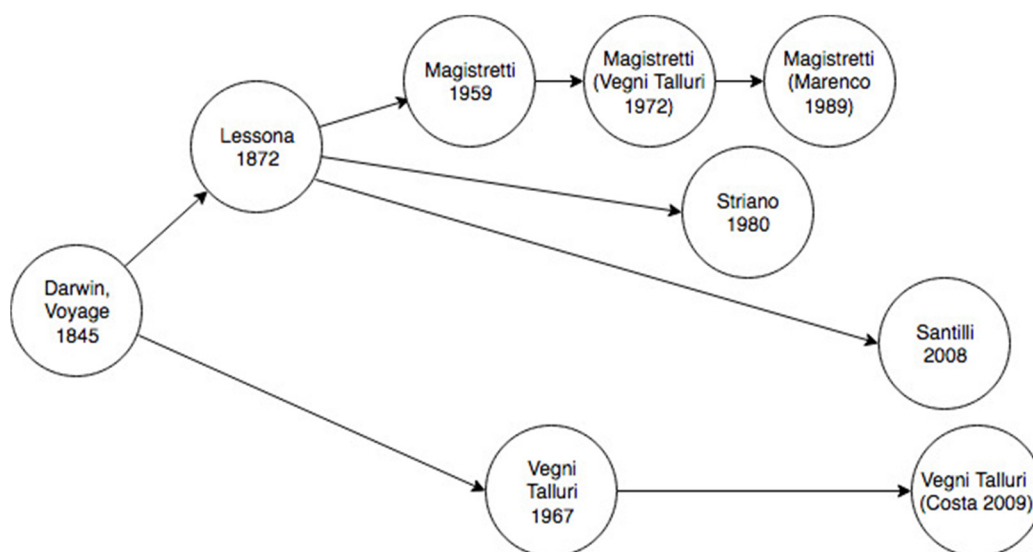 Magistretti
1959
Magistretti
(Vegni Talluri
1972)
Magistretti
(Marenco
1989)
Lessona
1872
Striano
1980
Darwin,
Voyage
1845
Santilli
2008
Vegni
Talluri
1967
Vegni Talluri
(Costa 2009)